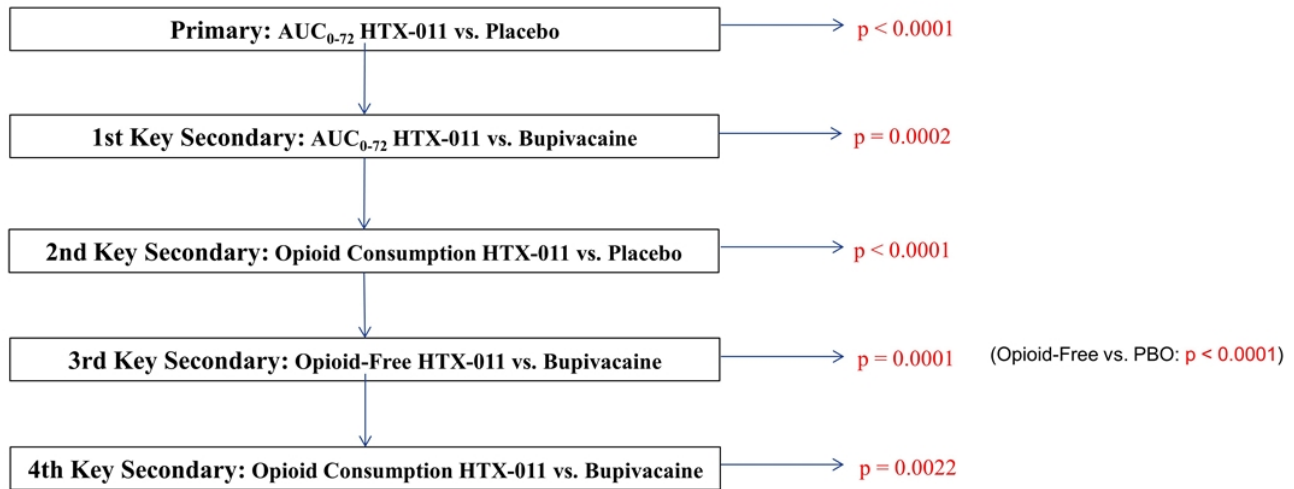 Primary: AUC0-72 HTX-011 vs. Placebo
p < 0.0001
1st Key Secondary: AUC0-72 HTX-011 vs. Bupivacaine
p = 0.0002
2nd Key Secondary: Opioid Consumption HTX-011 vs. Placebo
p < 0.0001
3rd Key Secondary: Opioid-Free HTX-011 vs. Bupivacaine
p = 0.0001 (Opioid-Free vs. PBO: p < 0.0001)
4th Key Secondary: Opioid Consumption HTX-011 vs. Bupivacaine
p = 0.0022